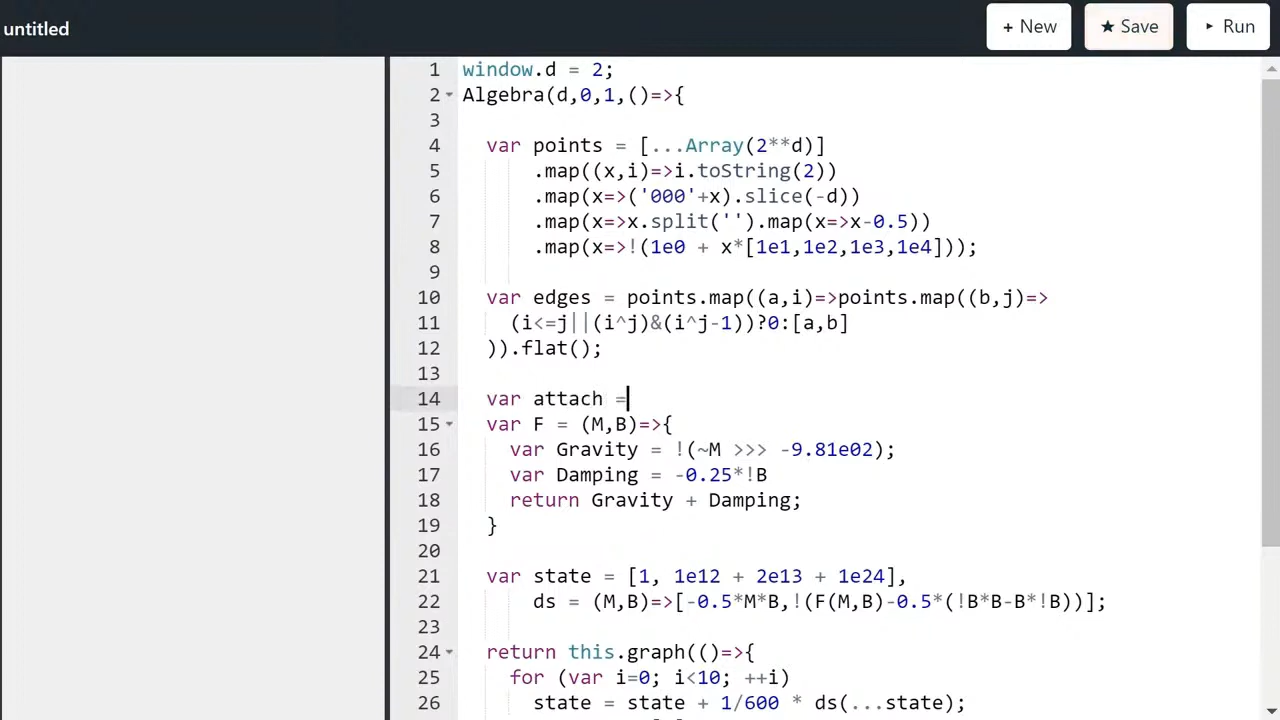 untitled
+ New
★ Save
▸ Run
1 window.d = 2;
2 Algebra(d,0,1,()=>{
3
4   var points = [...Array(2**d)]
5       .map((x,i)=>i.toString(2))
6       .map(x=>('000'+x).slice(-d))
7       .map(x=>x.split('').map(x=>x-0.5))
8       .map(x=>!(1e0 + x*[1e1,1e2,1e3,1e4]));
9
10   var edges = points.map((a,i)=>points.map((b,j)=>
11     (i<=j||(i^j)&(i^j-1))?0:[a,b]
12   )).flat();
13
14   var attach =
15   var F = (M,B)=>{
16     var Gravity = !(~M >>> -9.81e02);
17     var Damping = -0.25*!B
18     return Gravity + Damping;
19   }
20
21   var state = [1, 1e12 + 2e13 + 1e24],
22       ds = (M,B)=>[-0.5*M*B,!(F(M,B)-0.5*(!B*B-B*!B))];
23
24   return this.graph(()=>{
25     for (var i=0; i<10; ++i)
26       state = state + 1/600 * ds(...state);